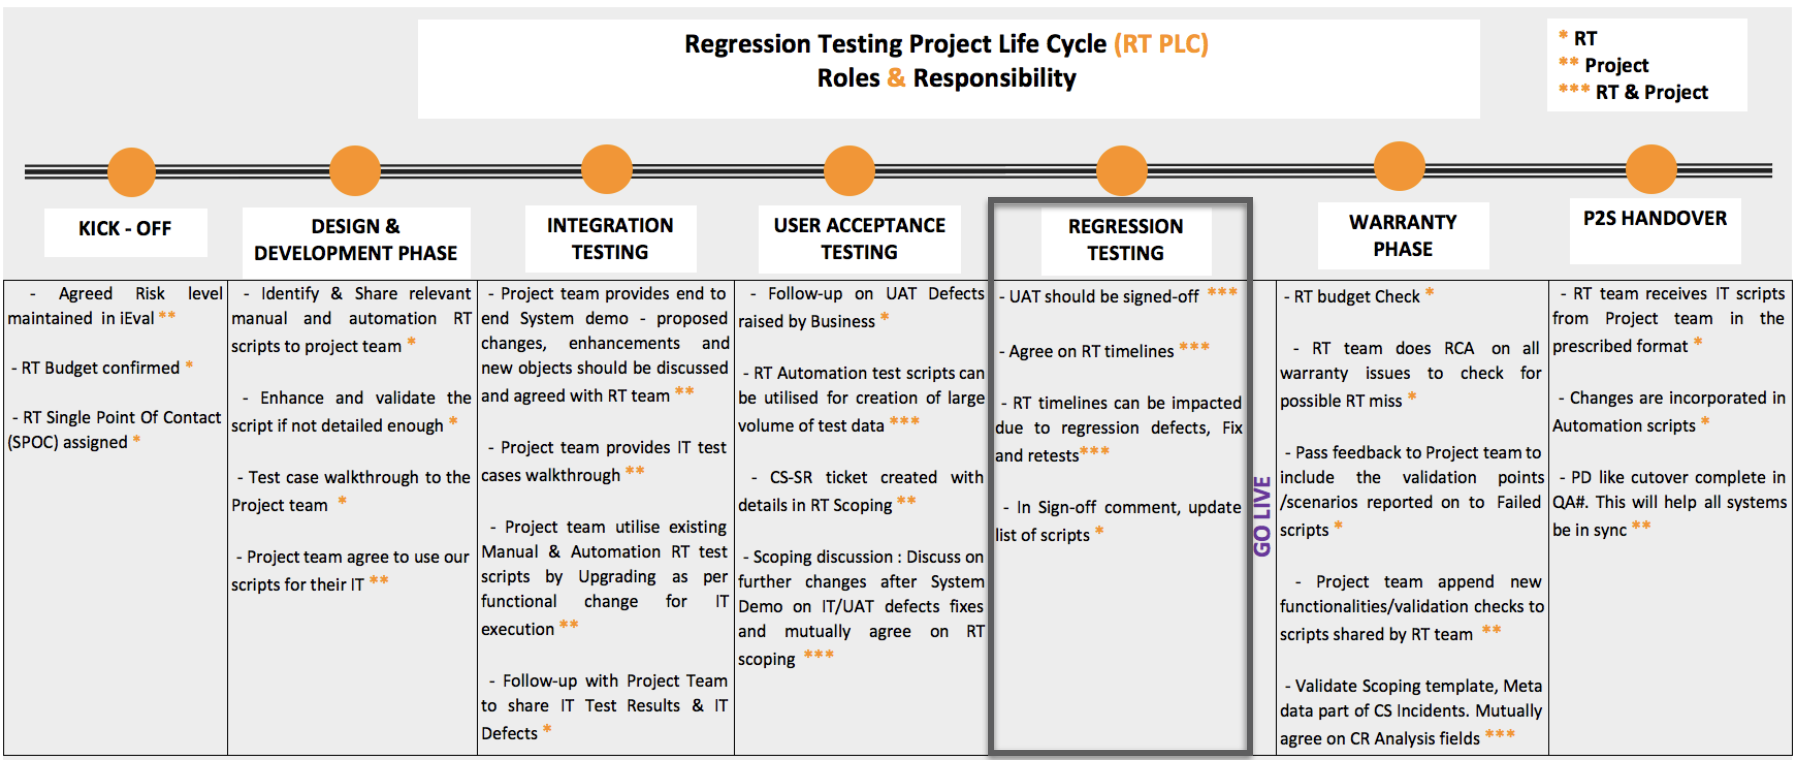 Regression Testing Project Life Cycle (RT PLC)
Roles & Responsibility
* RT
** Project
*** RT & Project
KICK - OFF
- Agreed Risk level
maintained in iEval **
- RT Budget confirmed *
- RT Single Point Of Contact
(SPOC) assigned *
DESIGN &
DEVELOPMENT PHASE
- Identify & Share relevant
manual and automation RT
scripts to project team *
- Enhance and validate the
script if not detailed enough *
- Test case walkthrough to the
Project team *
- Project team agree to use our
scripts for their IT **
INTEGRATION
TESTING
- Project team provides end to
end System demo - proposed
changes, enhancements and
new objects should be discussed
and agreed with RT team **
- Project team provides IT test
cases walkthrough **
- Project team utilise existing
Manual & Automation RT test
scripts by Upgrading as per
functional change for IT
execution **
- Follow-up with Project Team
to share IT Test Results & IT
Defects *
USER ACCEPTANCE
TESTING
- Follow-up on UAT Defects
raised by Business *
- RT Automation test scripts can
be utilised for creation of large
volume of test data ***
- CS-SR ticket created with
details in RT Scoping **
- Scoping discussion : Discuss on
further changes after System
Demo on IT/UAT defects fixes
and mutually agree on RT
scoping ***
REGRESSION
TESTING
- UAT should be signed-off ***
- Agree on RT timelines ***
- RT timelines can be impacted
due to regression defects, Fix
and retests***
- In Sign-off comment, update
list of scripts *
GO LIVE
WARRANTY
PHASE
- RT budget Check *
- RT team does RCA on all
warranty issues to check for
possible RT miss *
- Pass feedback to Project team to
include the validation points
/scenarios reported on to Failed
scripts *
- Project team append new
functionalities/validation checks to
scripts shared by RT team **
- Validate Scoping template, Meta
data part of CS Incidents. Mutually
agree on CR Analysis fields ***
P2S HANDOVER
- RT team receives IT scripts
from Project team in the
prescribed format *
- Changes are incorporated in
Automation scripts *
- PD like cutover complete in
QA#. This will help all systems
be in sync **